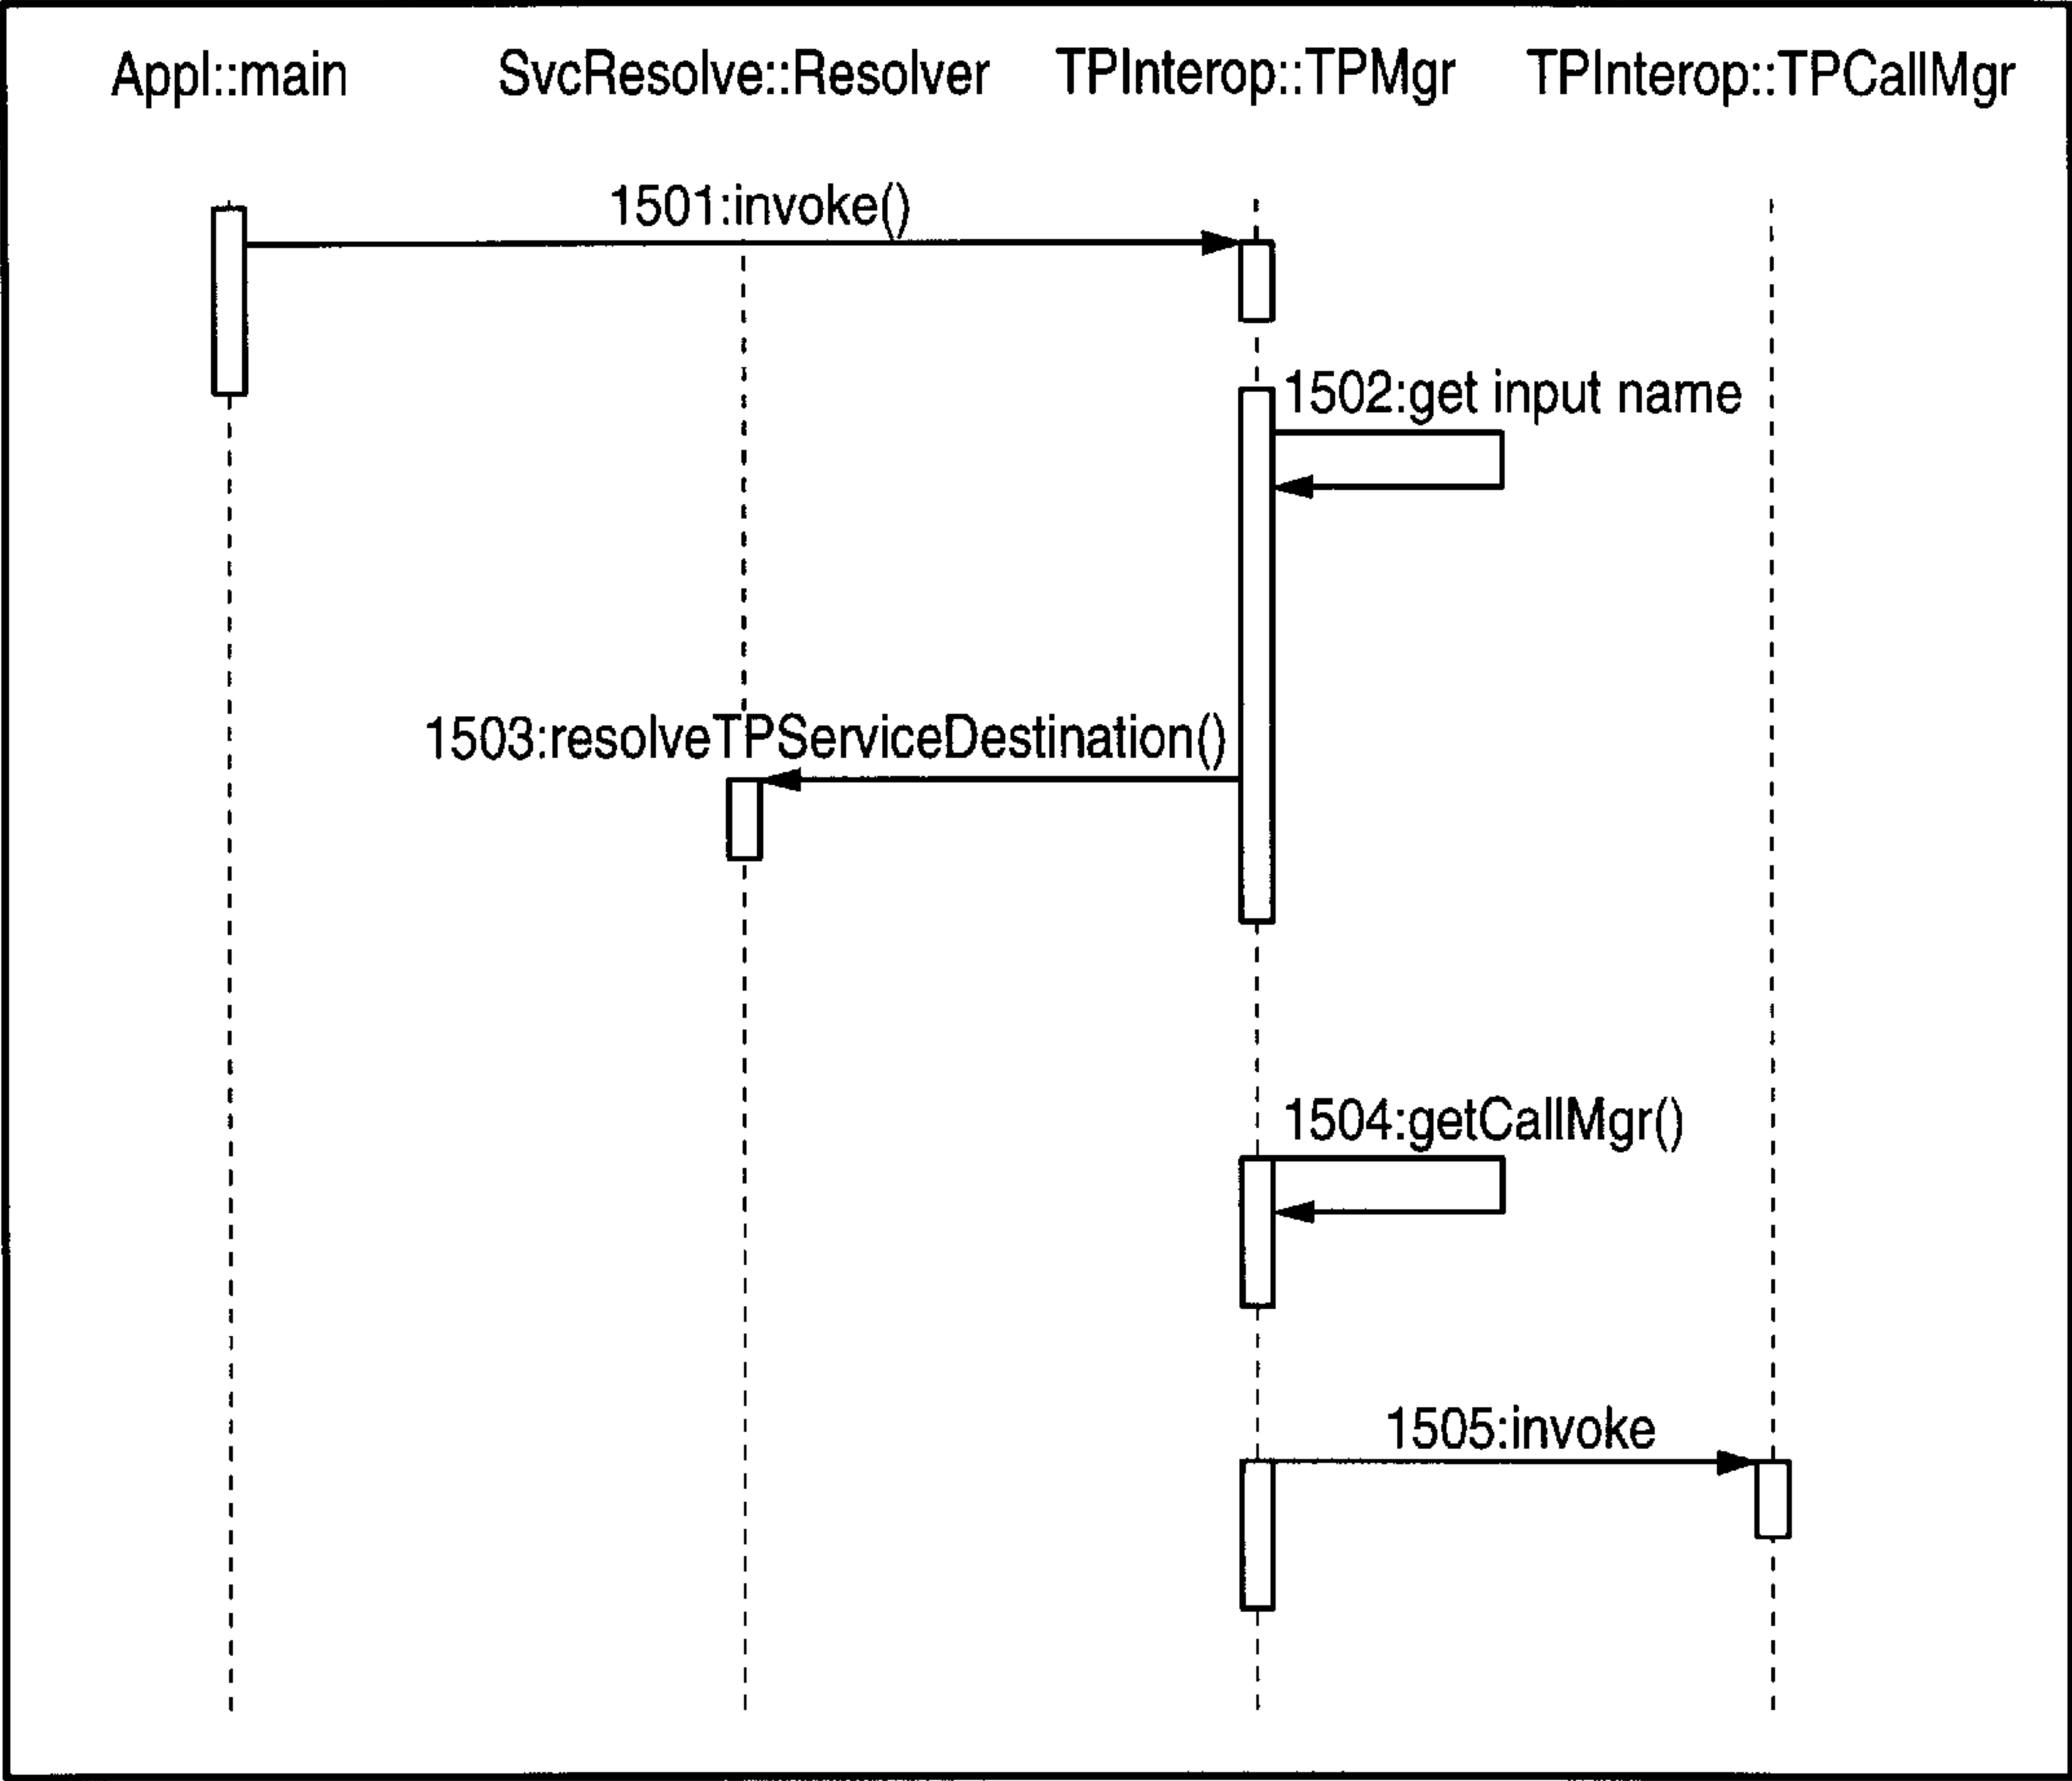 Appl::main SvcResolve::Resolver TPInterop::TPMgr TPInterop::TPCallMgr
1501:invoke()
1502:get input name
1503:resolveTPServiceDestination()
1504:getCallMgr()
1505:invoke